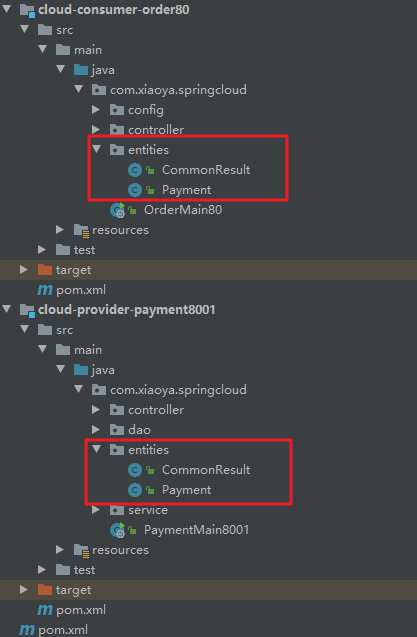 cloud-consumer-order80
src
main
java
com.xiaoya.springcloud
config
controller
entities
CommonResult
Payment
OrderMain80
resources
test
target
pom.xml
cloud-provider-payment8001
src
main
java
com.xiaoya.springcloud
controller
dao
entities
CommonResult
Payment
service
PaymentMain8001
resources
test
target
pom.xml
pom.xml